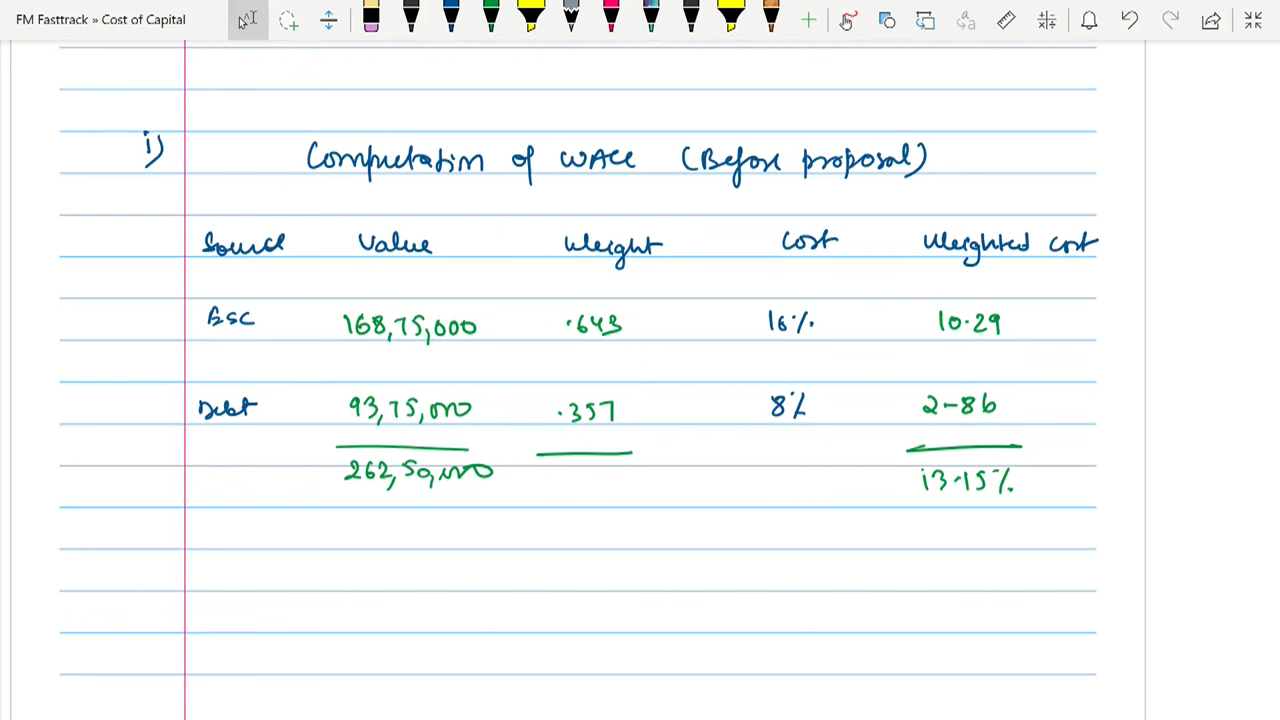 FM Fasttrack » Cost of Capital
i) Computation of WACC (Before proposal)
Source Value Weight Cost Weighted cost
ESC 168,75,000 .643 16% 10.29
Debt 93,75,000 .357 8% 2-86
262,50,000 13.15%